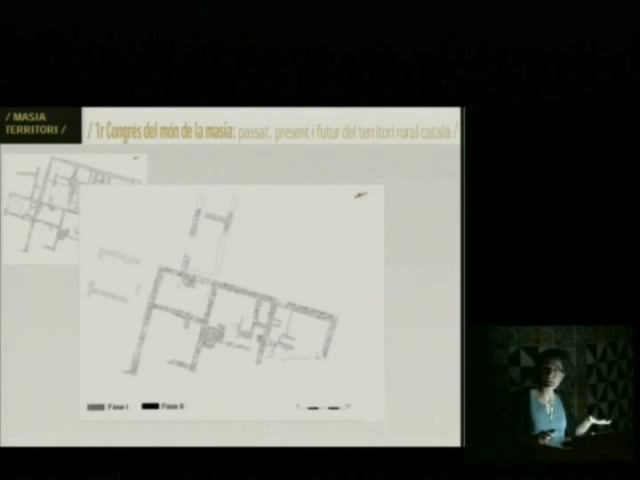 / MASIA
TERRITORI /
/ 1r Congrés del món de la masia: passat, present i futur del territori rural català /
Fase I
Fase II